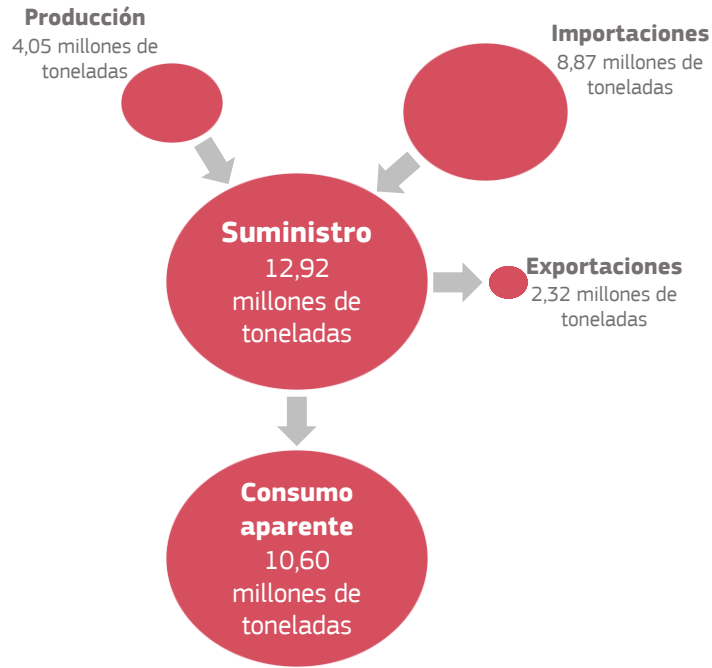 Producción
4,05 millones de
toneladas
Importaciones
8,87 millones de
toneladas
Suministro
12,92
millones de
toneladas
Exportaciones
2,32 millones de
toneladas
Consumo
aparente
10,60
millones de
toneladas